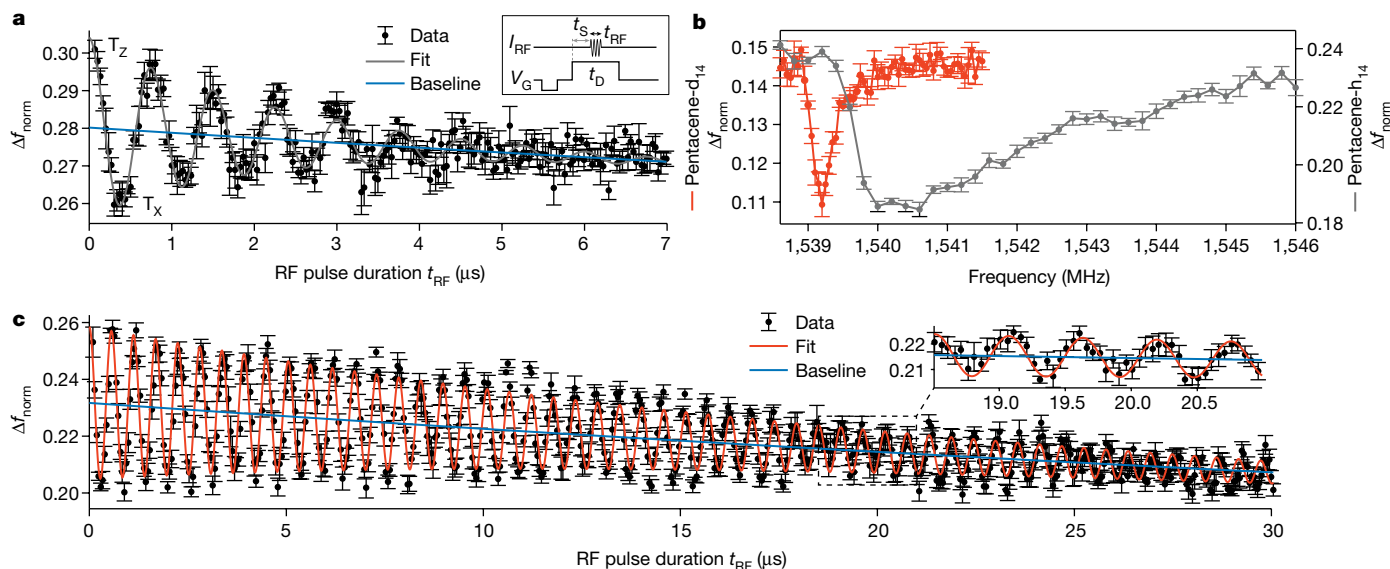 a
0.30
0.29
0.28
0.27
0.26
Δf_norm
T_Z
T_X
Data
Fit
Baseline
t_S
t_RF
I_RF
V_G
t_D
0 1 2 3 4 5 6 7
RF pulse duration t_RF (μs)
b
0.15
0.14
0.13
0.12
0.11
Δf_norm
Pentacene-d_14
0.24
0.22
0.20
0.18
Δf_norm
Pentacene-h_14
1,539 1,540 1,541 1,542 1,543 1,544 1,545 1,546
Frequency (MHz)
c
0.26
0.24
0.22
0.20
Δf_norm
Data
Fit
Baseline
0.22
0.21
19.0 19.5 20.0 20.5
0 5 10 15 20 25 30
RF pulse duration t_RF (μs)